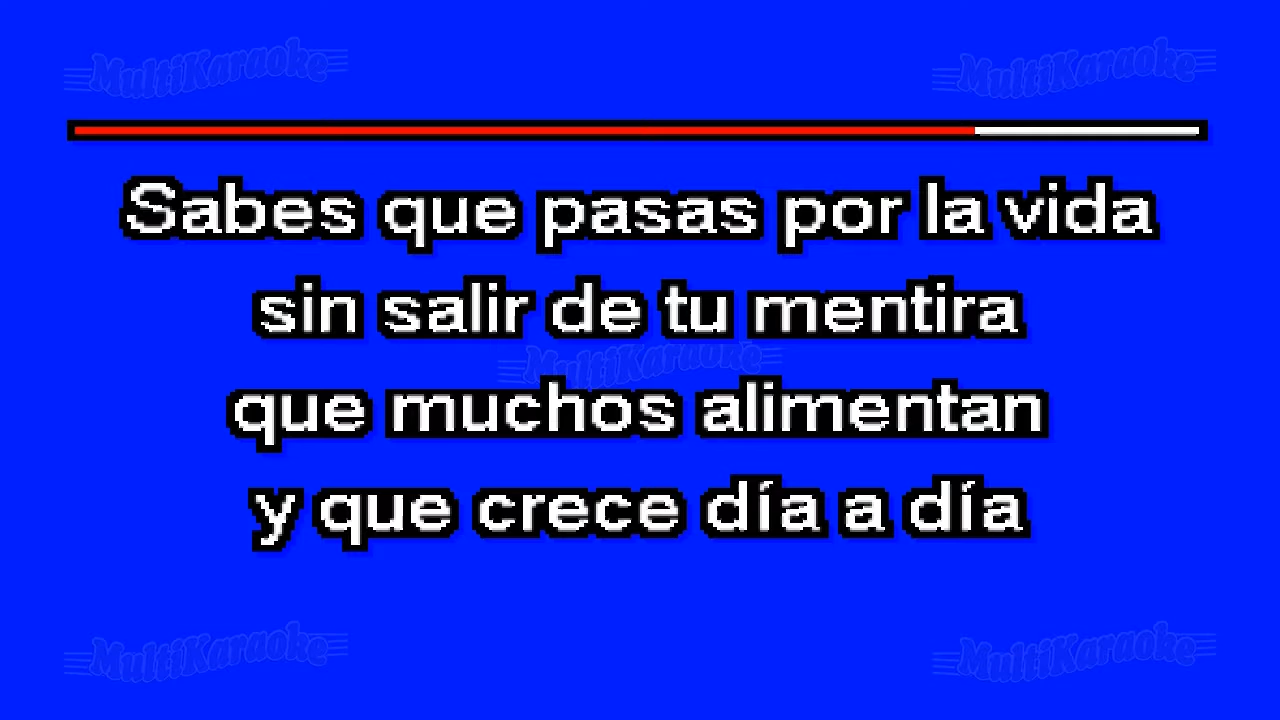 MultiKaraoke MultiKaraoke
Sabes que pasas por la vida
sin salir de tu mentira
MultiKaraoke
que muchos alimentan
y que crece día a día
MultiKaraoke MultiKaraoke